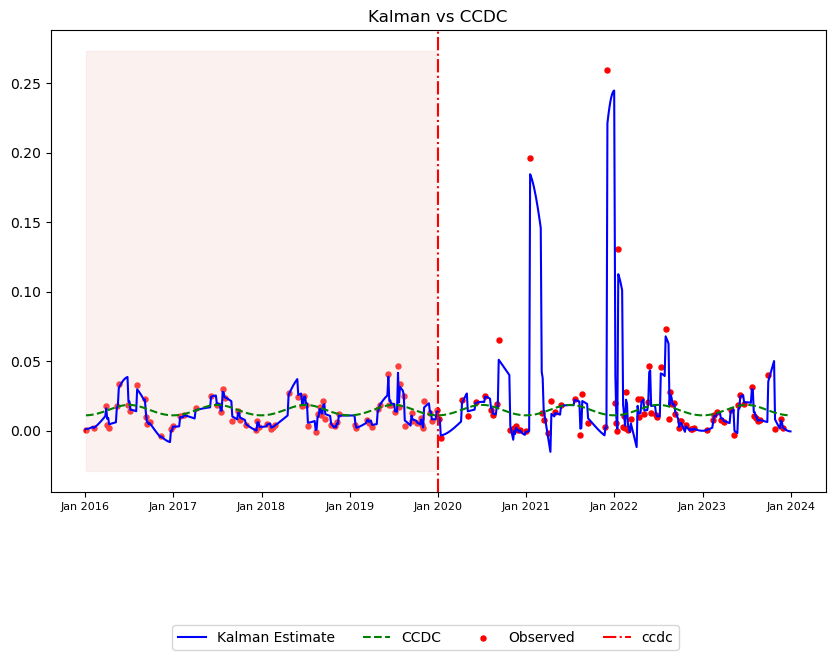 Kalman vs CCDC
0.25
0.20
0.15
0.10
0.05
0.00
Jan 2016 Jan 2017 Jan 2018 Jan 2019 Jan 2020 Jan 2021 Jan 2022 Jan 2023 Jan 2024
Kalman Estimate CCDC Observed ccdc